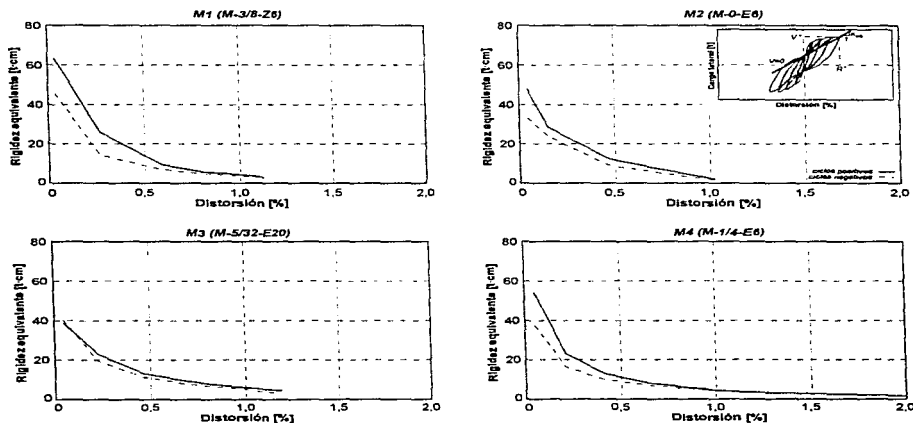 M1 (M-3/8-Z6)
Rigidez equivalente [t-cm]
80
60
40
20
0
0 0,5 1,0 1,5 2,0
Distorsión [%]
M2 (M-0-E6)
Rigidez equivalente [t-cm]
80
60
40
20
0
Carga lateral [t]
Distorsión [%]
ciclos positivos
ciclos negativos
0 0,5 1,0 1,5 2,0
Distorsión [%]
M3 (M-5/32-E20)
Rigidez equivalente [t-cm]
80
60
40
20
0 0,5 1,0 1,5 2,0
Distorsión [%]
M4 (M-1/4-E6)
Rigidez equivalente [t-cm]
80
60
40
20
0 0,5 1,0 1,5 2,0
Distorsión [%]